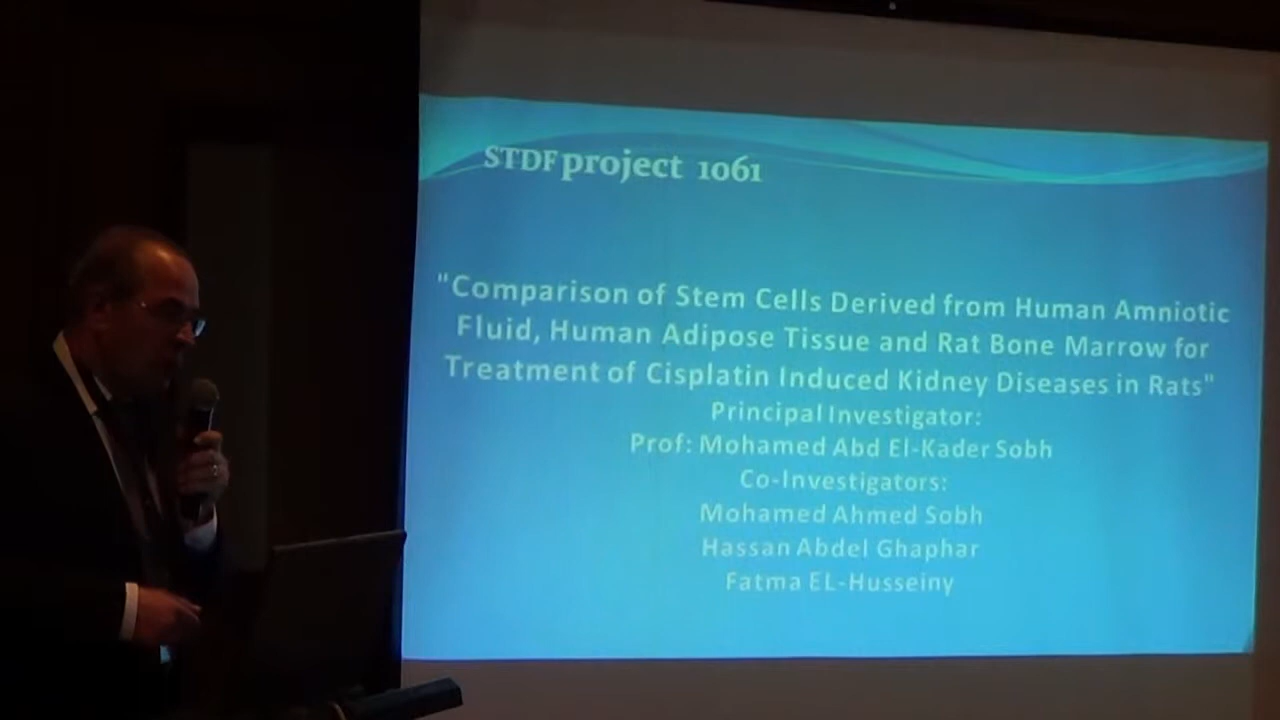 STDF project 1061
"Comparison of Stem Cells Derived from Human Amniotic
Fluid, Human Adipose Tissue and Rat Bone Marrow for
Treatment of Cisplatin Induced Kidney Diseases in Rats"
Principal Investigator:
Prof: Mohamed Abd El-Kader Sobh
Co-Investigators:
Mohamed Ahmed Sobh
Hassan Abdel Ghaphar
Fatma EL-Husseiny